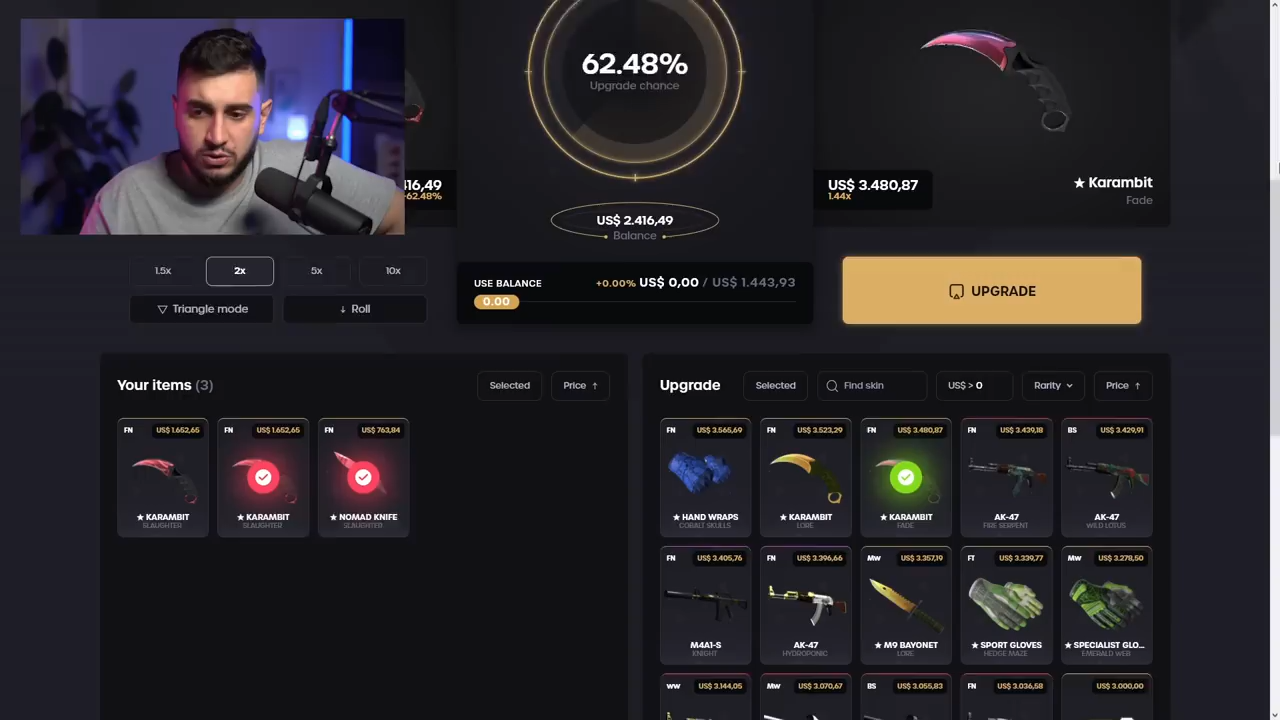 62.48%
Upgrade chance
416,49
62.48%
US$ 3.480,87
1.44x
★ Karambit
Fade
US$ 2.416,49
Balance
1.5x
2x
5x
10x
▽ Triangle mode
↓ Roll
USE BALANCE
+0.00% US$ 0,00 / US$ 1.443,93
0.00
UPGRADE
Your items (3)
Selected
Price ↑
FN US$ 1.652,65
★ KARAMBIT
SLAUGHTER
FN US$ 1.652,65
★ KARAMBIT
SLAUGHTER
FN US$ 763,84
★ NOMAD KNIFE
SLAUGHTER
Upgrade
Selected
Find skin
US$ > 0
Rarity
Price ↑
FN US$ 3.565,69
★ HAND WRAPS
COBALT SKULLS
FN US$ 3.523,29
★ KARAMBIT
LORE
FN US$ 3.480,87
★ KARAMBIT
FADE
FN US$ 3.439,18
AK-47
FIRE SERPENT
BS US$ 3.429,91
AK-47
WILD LOTUS
FN US$ 3.405,76
M4A1-S
KNIGHT
FN US$ 3.396,66
AK-47
HYDROPONIC
MW US$ 3.357,19
★ M9 BAYONET
LORE
FT US$ 3.339,77
★ SPORT GLOVES
HEDGE MAZE
MW US$ 3.278,50
★ SPECIALIST GLO...
EMERALD WEB
WW US$ 3.144,05
MW US$ 3.070,67
BS US$ 3.055,83
FN US$ 3.036,58
US$ 3.000,00